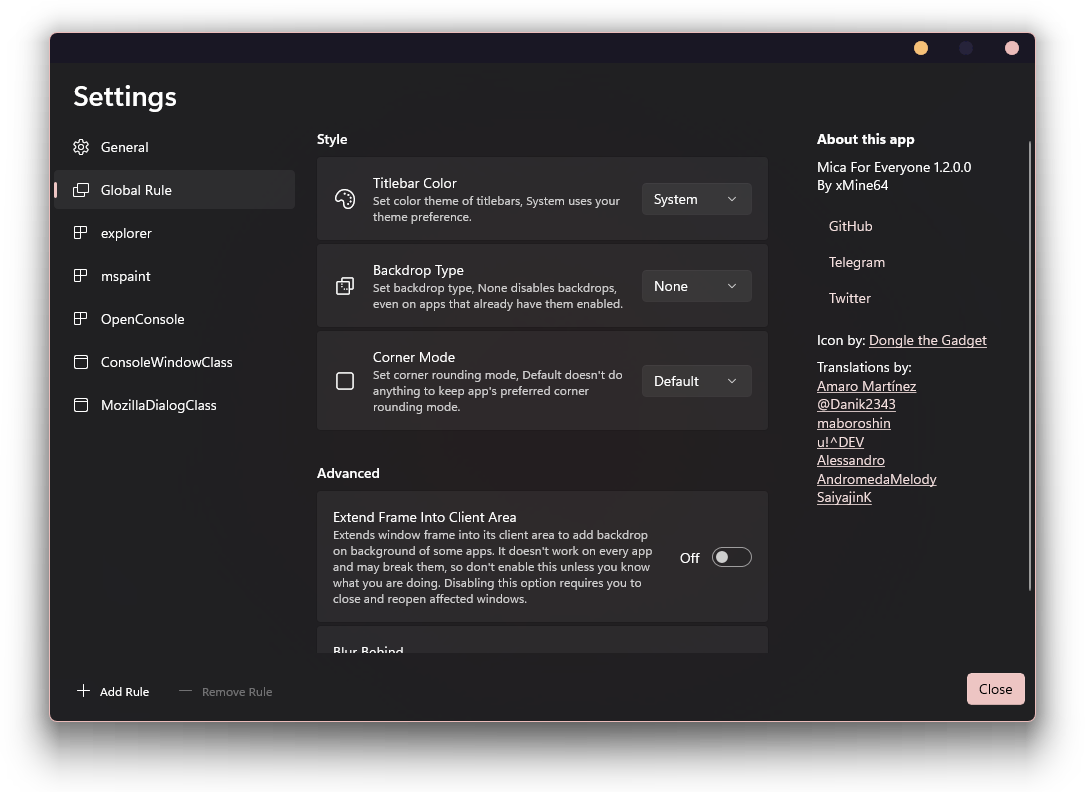 Settings
General
Global Rule
explorer
mspaint
OpenConsole
ConsoleWindowClass
MozillaDialogClass
Add Rule
Remove Rule
Style
Titlebar Color
Set color theme of titlebars, System uses your
theme preference.
System
Backdrop Type
Set backdrop type, None disables backdrops,
even on apps that already have them enabled.
None
Corner Mode
Set corner rounding mode, Default doesn't do
anything to keep app's preferred corner
rounding mode.
Default
Advanced
Extend Frame Into Client Area
Extends window frame into its client area to add backdrop
on background of some apps. It doesn't work on every app
and may break them, so don't enable this unless you know
what you are doing. Disabling this option requires you to
close and reopen affected windows.
Off
Blur Behind
About this app
Mica For Everyone 1.2.0.0
By xMine64
GitHub
Telegram
Twitter
Icon by: Dongle the Gadget
Translations by:
Amaro Martínez
@Danik2343
maboroshin
u!^DEV
Alessandro
AndromedaMelody
SaiyajinK
Close